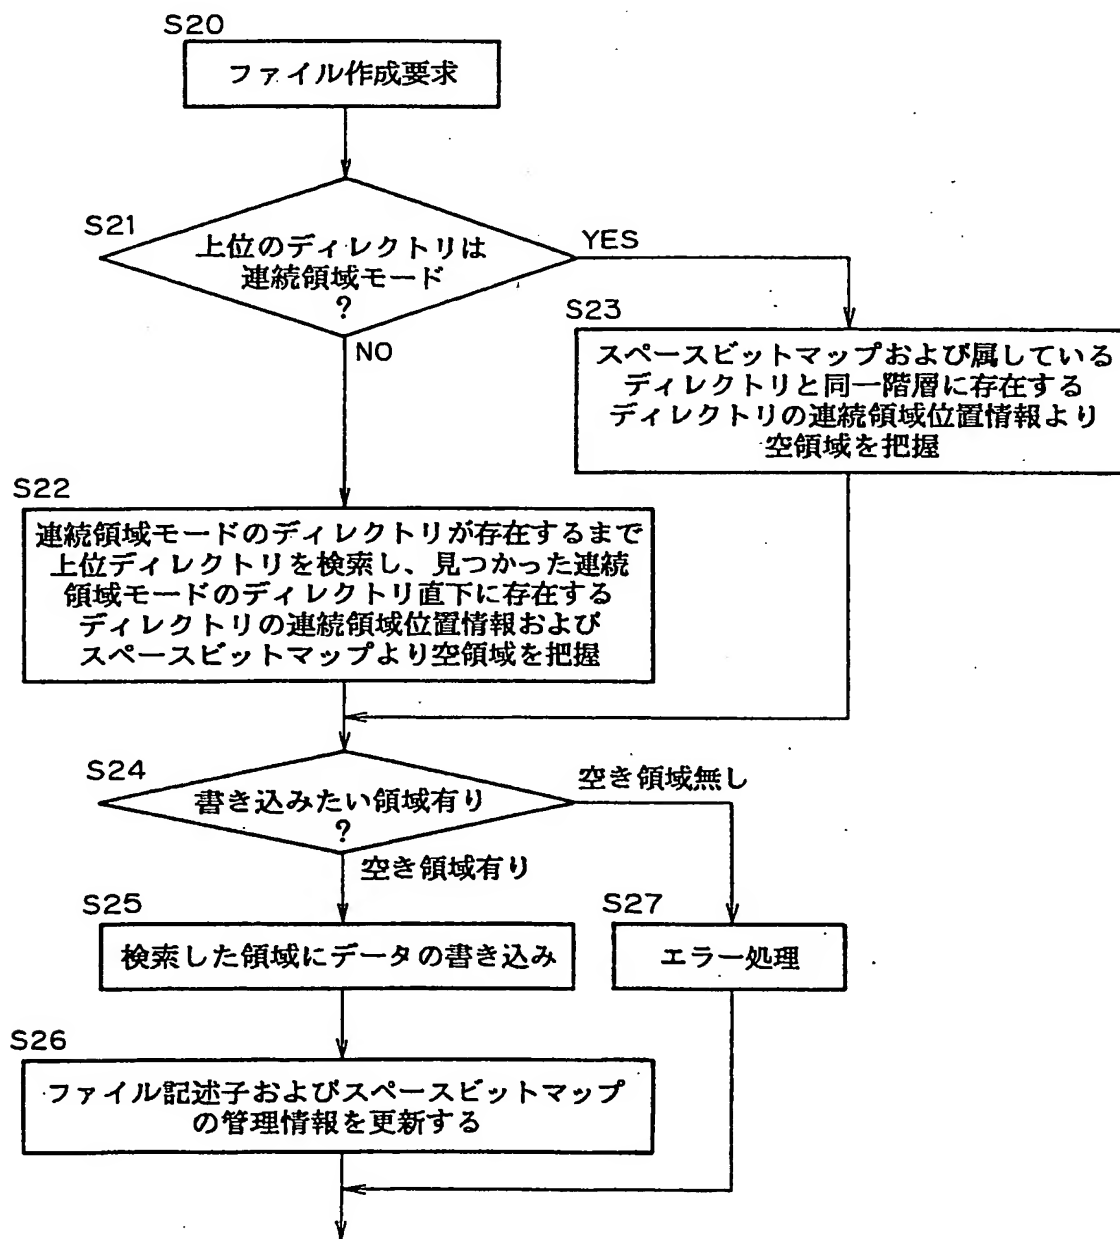 S20
ファイル作成要求
S21
上位のディレクトリは
連続領域モード
?
YES
NO
S23
スペースビットマップおよび属している
ディレクトリと同一階層に存在する
ディレクトリの連続領域位置情報より
空領域を把握
S22
連続領域モードのディレクトリが存在するまで
上位ディレクトリを検索し、見つかった連続
領域モードのディレクトリ直下に存在する
ディレクトリの連続領域位置情報および
スペースビットマップより空領域を把握
S24
書き込みたい領域有り
?
空き領域無し
空き領域有り
S25
検索した領域にデータの書き込み
S27
エラー処理
S26
ファイル記述子およびスペースビットマップ
の管理情報を更新する